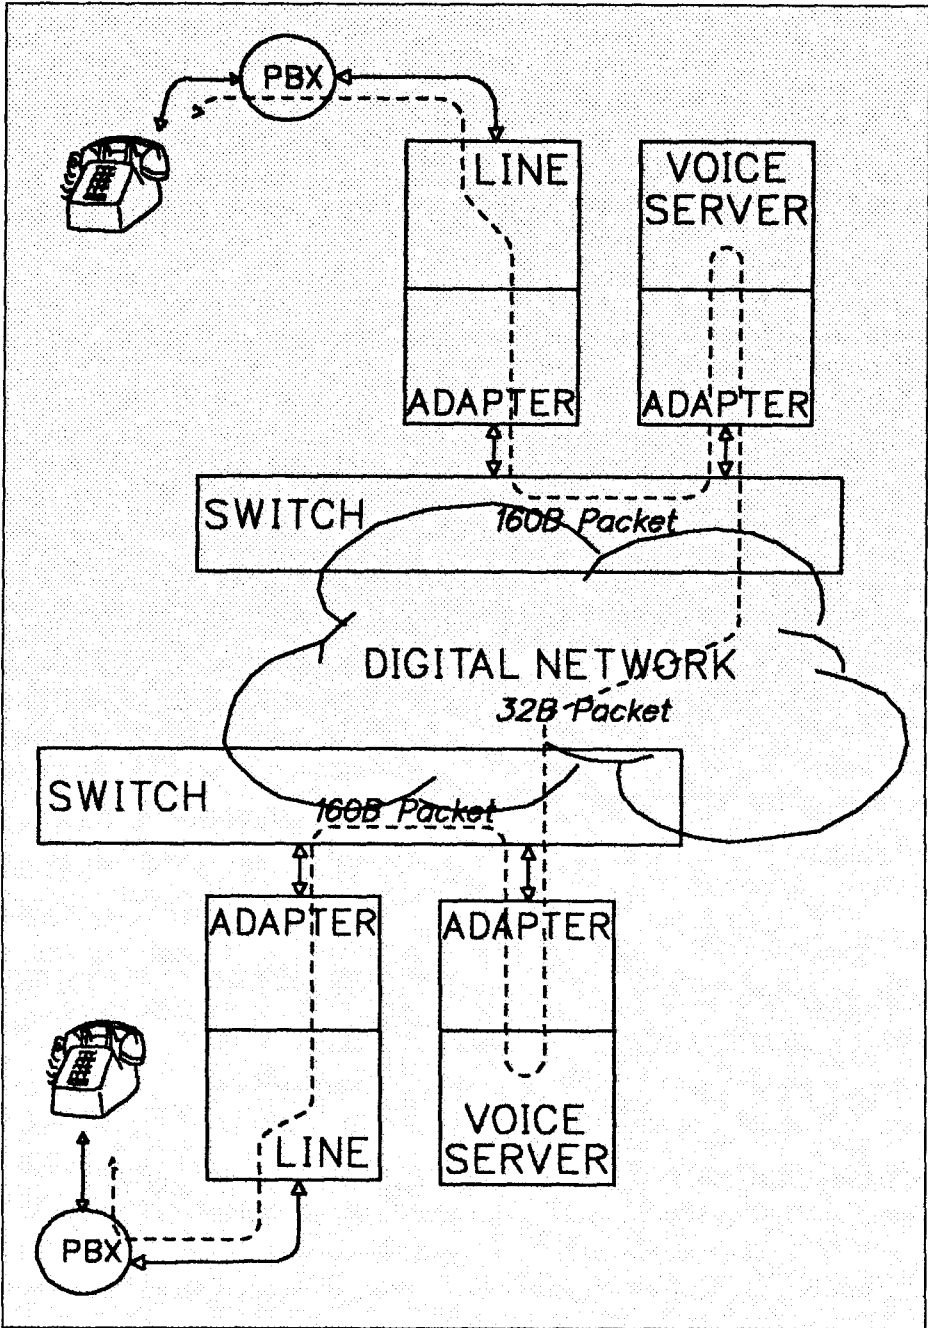 PBX
LINE
VOICE
SERVER
ADAPTER
ADAPTER
SWITCH
160B Packet
DIGITAL NETWORK
32B Packet
SWITCH
160B Packet
ADAPTER
ADAPTER
LINE
VOICE
SERVER
PBX